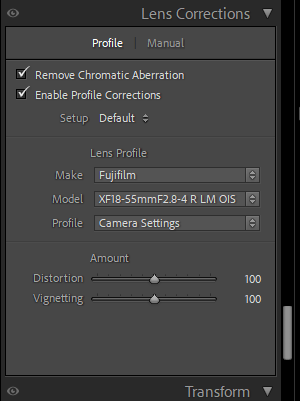 Lens Corrections
Profile | Manual
Remove Chromatic Aberration
Enable Profile Corrections
Setup Default
Lens Profile
Make Fujifilm
Model XF18-55mmF2.8-4 R LM OIS
Profile Camera Settings
Amount
Distortion 100
Vignetting 100
Transform